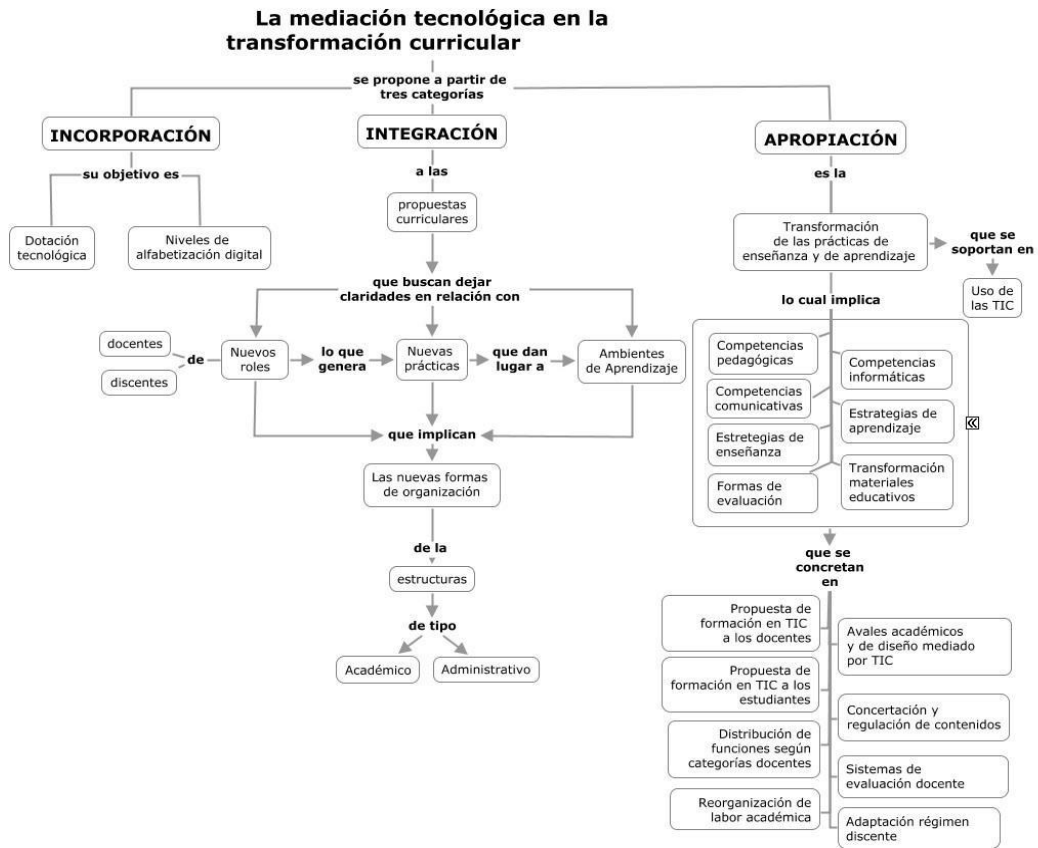 La mediación tecnológica en la
transformación curricular
se propone a partir de
tres categorías
INCORPORACIÓN
su objetivo es
Dotación
tecnológica
Niveles de
alfabetización digital
INTEGRACIÓN
a las
propuestas
curriculares
que buscan dejar
claridades en relación con
docentes
discentes
de
Nuevos
roles
lo que
genera
Nuevas
prácticas
que dan
lugar a
Ambientes
de Aprendizaje
que implican
Las nuevas formas
de organización
de la
estructuras
de tipo
Académico
Administrativo
APROPIACIÓN
es la
Transformación
de las prácticas de
enseñanza y de aprendizaje
que se
soportan en
Uso de
las TIC
lo cual implica
Competencias
pedagógicas
Competencias
informáticas
Competencias
comunicativas
Estrategias de
aprendizaje
Estretegias de
enseñanza
Transformación
materiales
educativos
Formas de
evaluación
que se
concretan
en
Propuesta de
formación en TIC
a los docentes
Avales académicos
y de diseño mediado
por TIC
Propuesta de
formación en TIC a los
estudiantes
Concertación y
regulación de contenidos
Distribución de
funciones según
categorías docentes
Sistemas de
evaluación docente
Reorganización de
labor académica
Adaptación régimen
discente